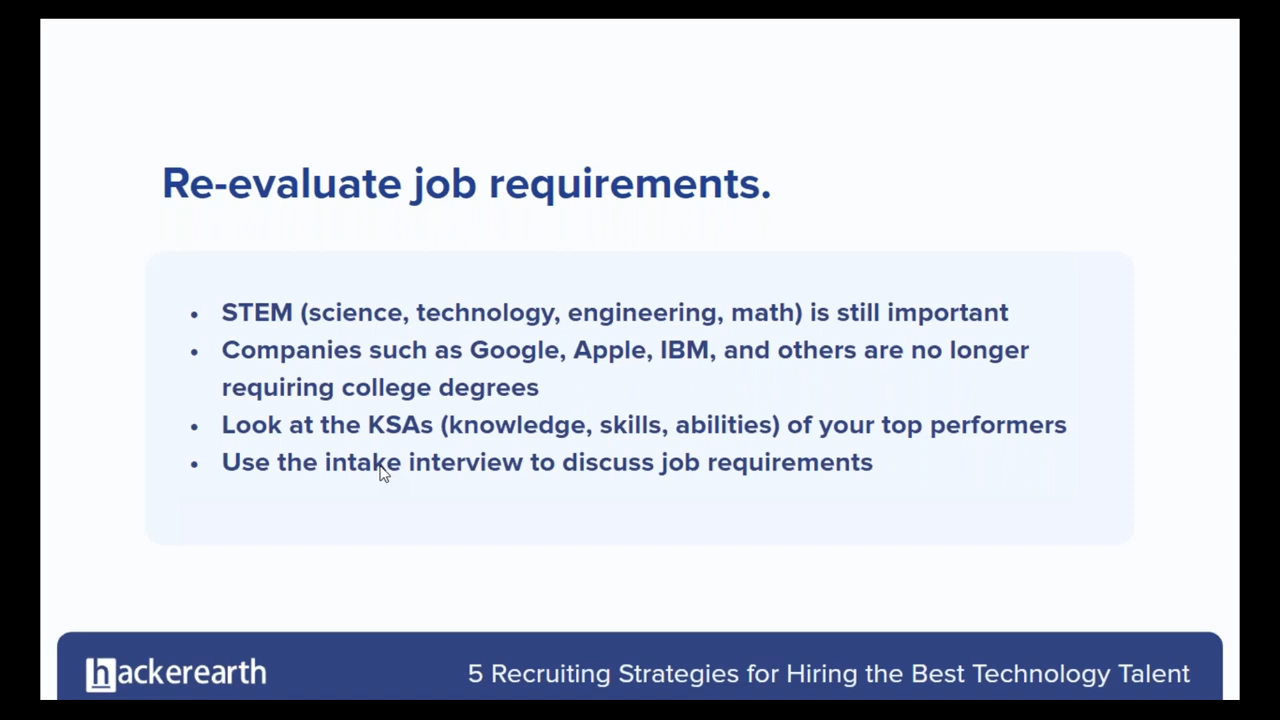 Re-evaluate job requirements.
• STEM (science, technology, engineering, math) is still important
• Companies such as Google, Apple, IBM, and others are no longer
requiring college degrees
• Look at the KSAs (knowledge, skills, abilities) of your top performers
• Use the intake interview to discuss job requirements
hackerearth
5 Recruiting Strategies for Hiring the Best Technology Talent